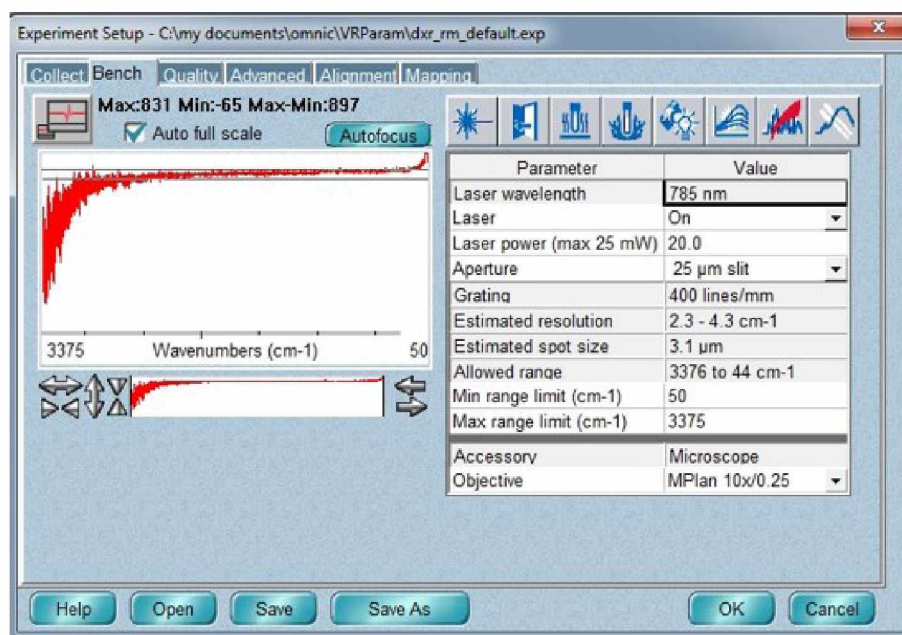 Experiment Setup - C:\my documents\omnic\VRParam\dxr_rm_default.exp
Collect Bench Quality Advanced Alignment Mapping
Max:831 Min:-65 Max-Min:897
Auto full scale Autofocus
3375 Wavenumbers (cm-1) 50
Parameter Value
Laser wavelength 785 nm
Laser On
Laser power (max 25 mW) 20.0
Aperture 25 µm slit
Grating 400 lines/mm
Estimated resolution 2.3 - 4.3 cm-1
Estimated spot size 3.1 µm
Allowed range 3376 to 44 cm-1
Min range limit (cm-1) 50
Max range limit (cm-1) 3375
Accessory Microscope
Objective MPlan 10x/0.25
Help Open Save Save As OK Cancel